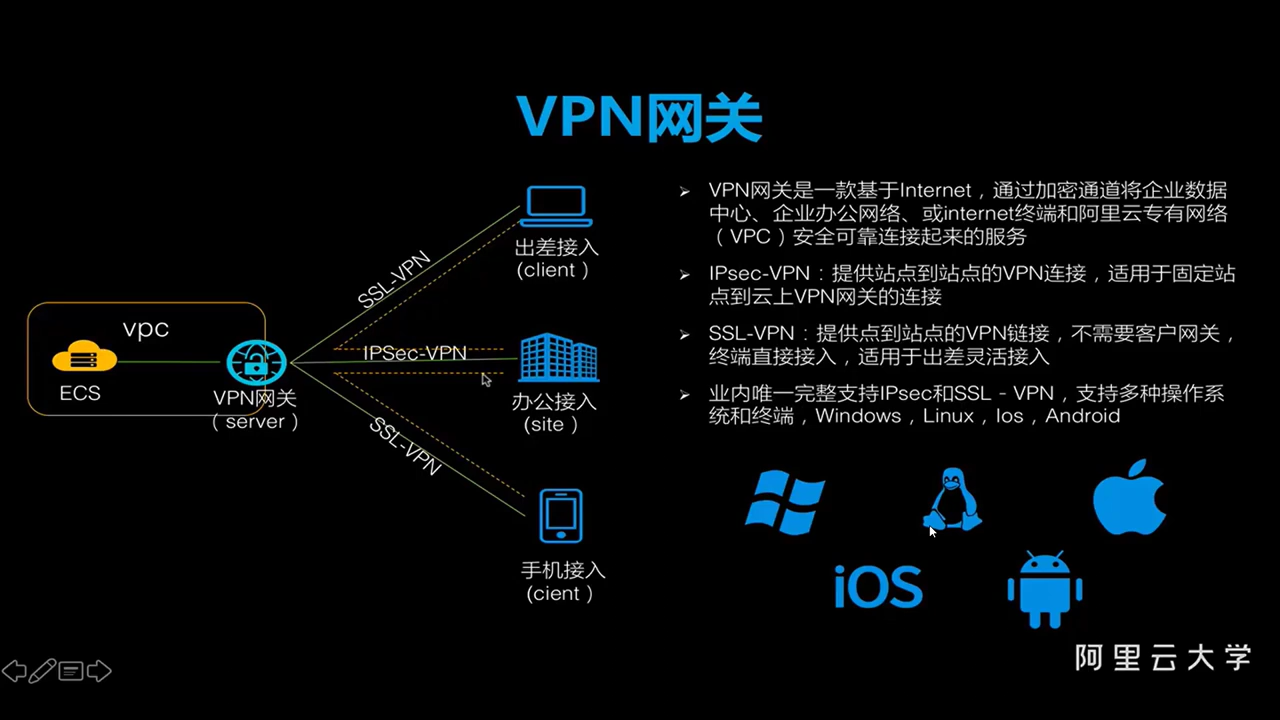 VPN网关
vpc
ECS
VPN网关
（server）
SSL-VPN
IPSec-VPN
SSL-VPN
出差接入
(client）
办公接入
(site）
手机接入
(cient）
VPN网关是一款基于Internet，通过加密通道将企业数据
中心、企业办公网络、或internet终端和阿里云专有网络
（VPC）安全可靠连接起来的服务
IPsec-VPN：提供站点到站点的VPN连接，适用于固定站
点到云上VPN网关的连接
SSL-VPN：提供点到站点的VPN链接，不需要客户网关，
终端直接接入，适用于出差灵活接入
业内唯一完整支持IPsec和SSL－VPN，支持多种操作系
统和终端，Windows，Linux，Ios，Android
iOS
阿里云大学